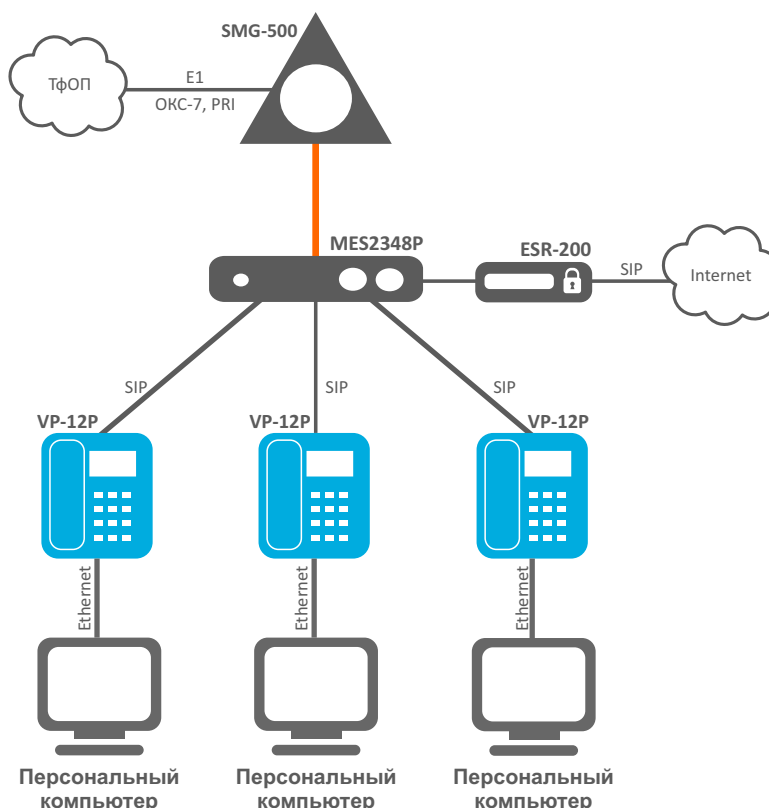 SMG-500
ТфОП
E1
ОКС-7, PRI
MES2348P
ESR-200
SIP
Internet
SIP
SIP
SIP
VP-12P
VP-12P
VP-12P
Ethernet
Ethernet
Ethernet
Персональный
компьютер
Персональный
компьютер
Персональный
компьютер